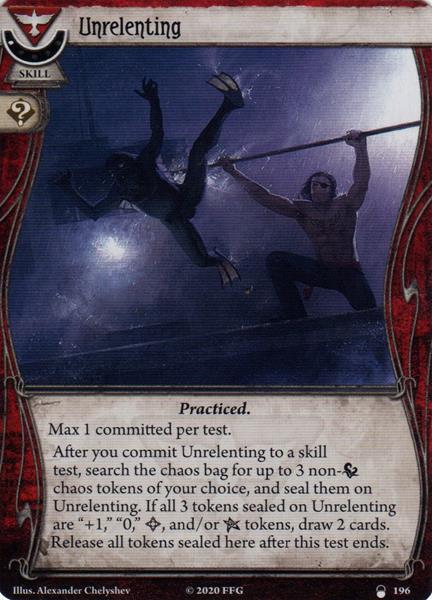 Unrelenting
SKILL
?
Practiced.
Max 1 committed per test.
After you commit Unrelenting to a skill
test, search the chaos bag for up to 3 non-
chaos tokens of your choice, and seal them on
Unrelenting. If all 3 tokens sealed on Unrelenting
are “+1,” “0,” , and/or tokens, draw 2 cards.
Release all tokens sealed here after this test ends.
Illus. Alexander Chelyshev © 2020 FFG 196